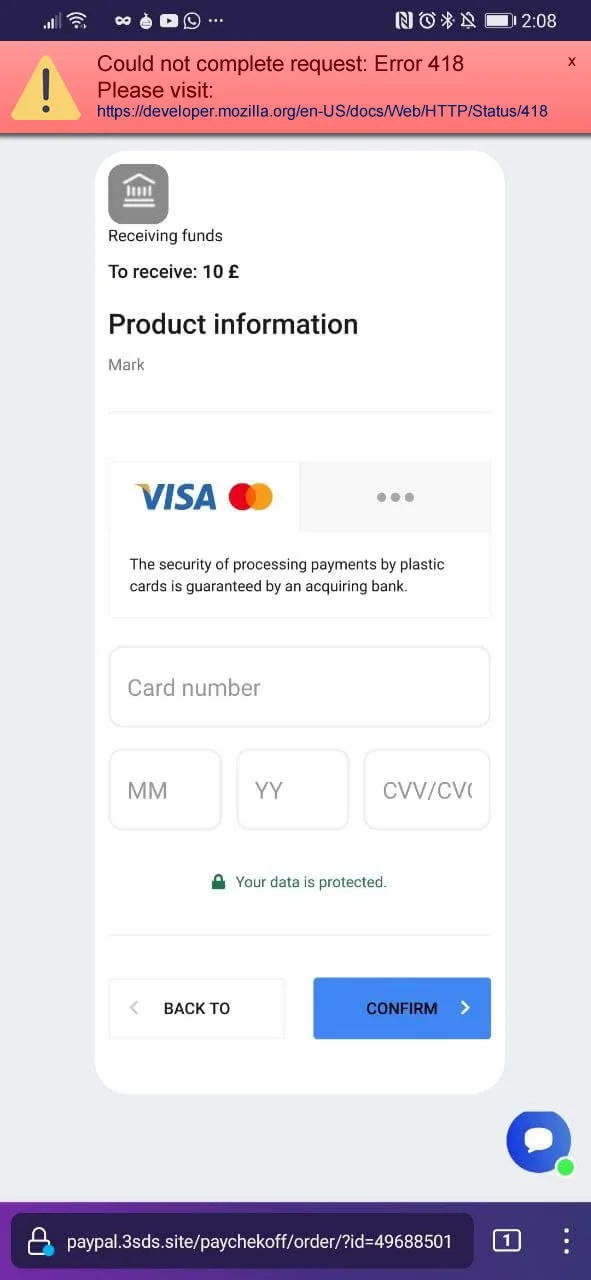 2:08
Could not complete request: Error 418
x
Please visit:
https://developer.mozilla.org/en-US/docs/Web/HTTP/Status/418
Receiving funds
To receive: 10 £
Product information
Mark
VISA
The security of processing payments by plastic
cards is guaranteed by an acquiring bank.
Card number
MM
YY
CVV/CV
Your data is protected.
BACK TO
CONFIRM
paypal.3sds.site/paychekoff/order/?id=49688501
1